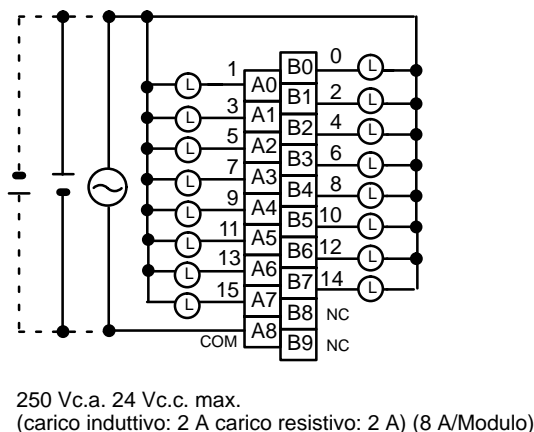 B0 0 L
1 L A0
B1 2 L
3 L A1
B2 4 L
5 L A2
B3 6 L
7 L A3
B4 8 L
9 L A4
B5 10 L
11 L A5
B6 12 L
13 L A6
B7 14 L
15 L A7
B8 NC
COM A8
B9 NC
250 Vc.a. 24 Vc.c. max.
(carico induttivo: 2 A carico resistivo: 2 A) (8 A/Modulo)